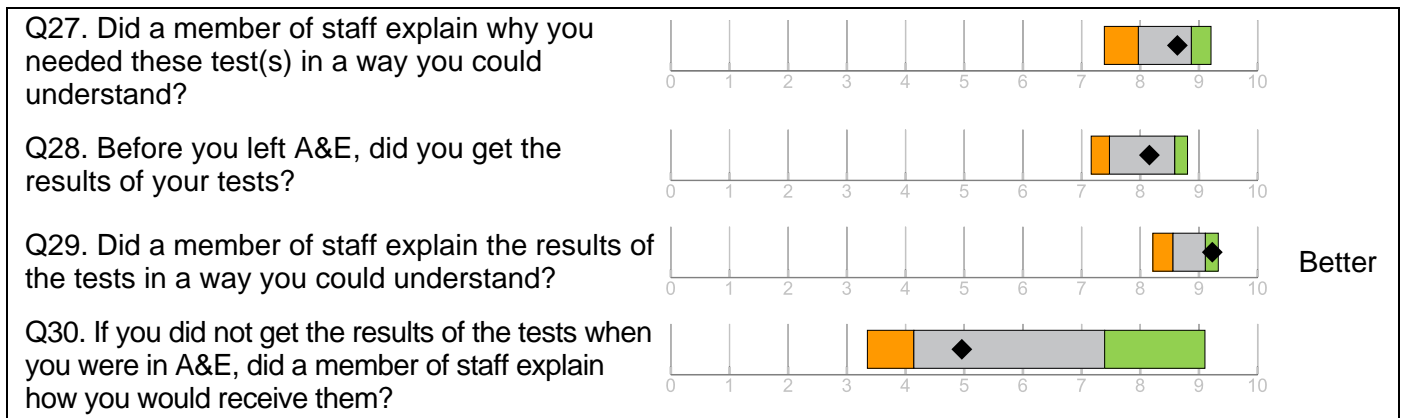 Q27. Did a member of staff explain why you
needed these test(s) in a way you could
understand?
0 1 2 3 4 5 6 7 8 9 10
Q28. Before you left A&E, did you get the
results of your tests?
0 1 2 3 4 5 6 7 8 9 10
Q29. Did a member of staff explain the results of
the tests in a way you could understand?
Better
0 1 2 3 4 5 6 7 8 9 10
Q30. If you did not get the results of the tests when
you were in A&E, did a member of staff explain
how you would receive them?
0 1 2 3 4 5 6 7 8 9 10